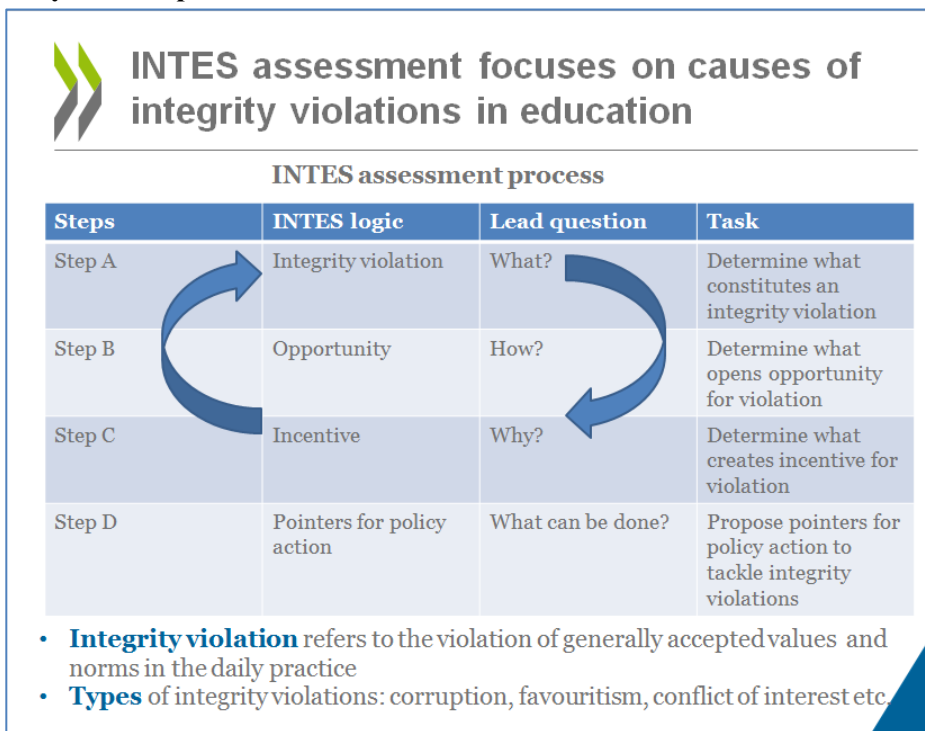 INTES assessment focuses on causes of
integrity violations in education
INTES assessment process
Steps INTES logic Lead question Task
Step A Integrity violation What? Determine what
constitutes an
integrity violation
Step B Opportunity How? Determine what
opens opportunity
for violation
Step C Incentive Why? Determine what
creates incentive for
violation
Step D Pointers for policy What can be done? Propose pointers for
action policy action to
tackle integrity
violations
• Integrity violation refers to the violation of generally accepted values and
norms in the daily practice
• Types of integrity violations: corruption, favouritism, conflict of interest etc.